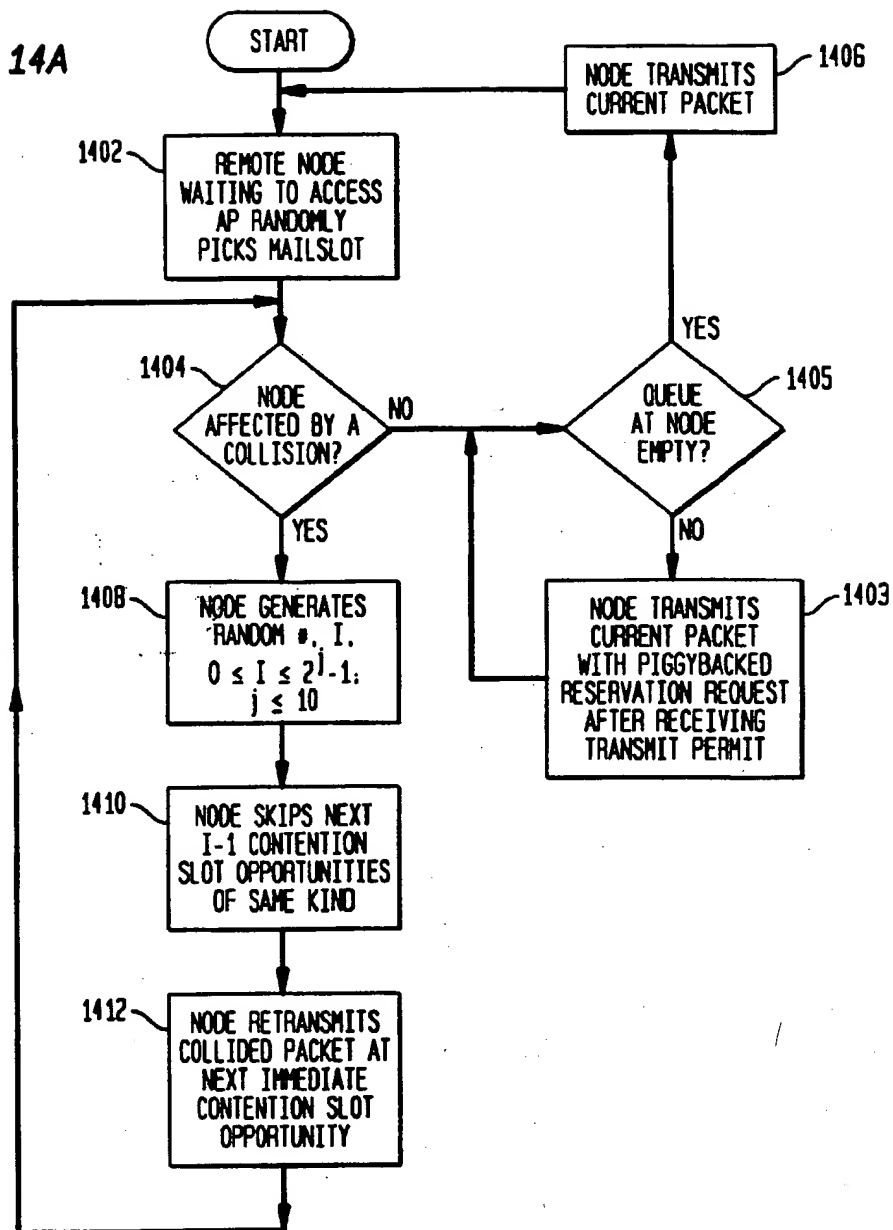 14A
START
1406
NODE TRANSMITS
CURRENT PACKET
1402
REMOTE NODE
WAITING TO ACCESS
AP RANDOMLY
PICKS MAILSLOT
1404
NODE
AFFECTED BY A
COLLISION?
NO
YES
1405
QUEUE
AT NODE
EMPTY?
YES
NO
1408
NODE GENERATES
RANDOM #, I,
0 ≤ I ≤ 2^j-1;
j ≤ 10
1403
NODE TRANSMITS
CURRENT PACKET
WITH PIGGYBACKED
RESERVATION REQUEST
AFTER RECEIVING
TRANSMIT PERMIT
1410
NODE SKIPS NEXT
I-1 CONTENTION
SLOT OPPORTUNITIES
OF SAME KIND
1412
NODE RETRANSMITS
COLLIDED PACKET AT
NEXT IMMEDIATE
CONTENTION SLOT
OPPORTUNITY